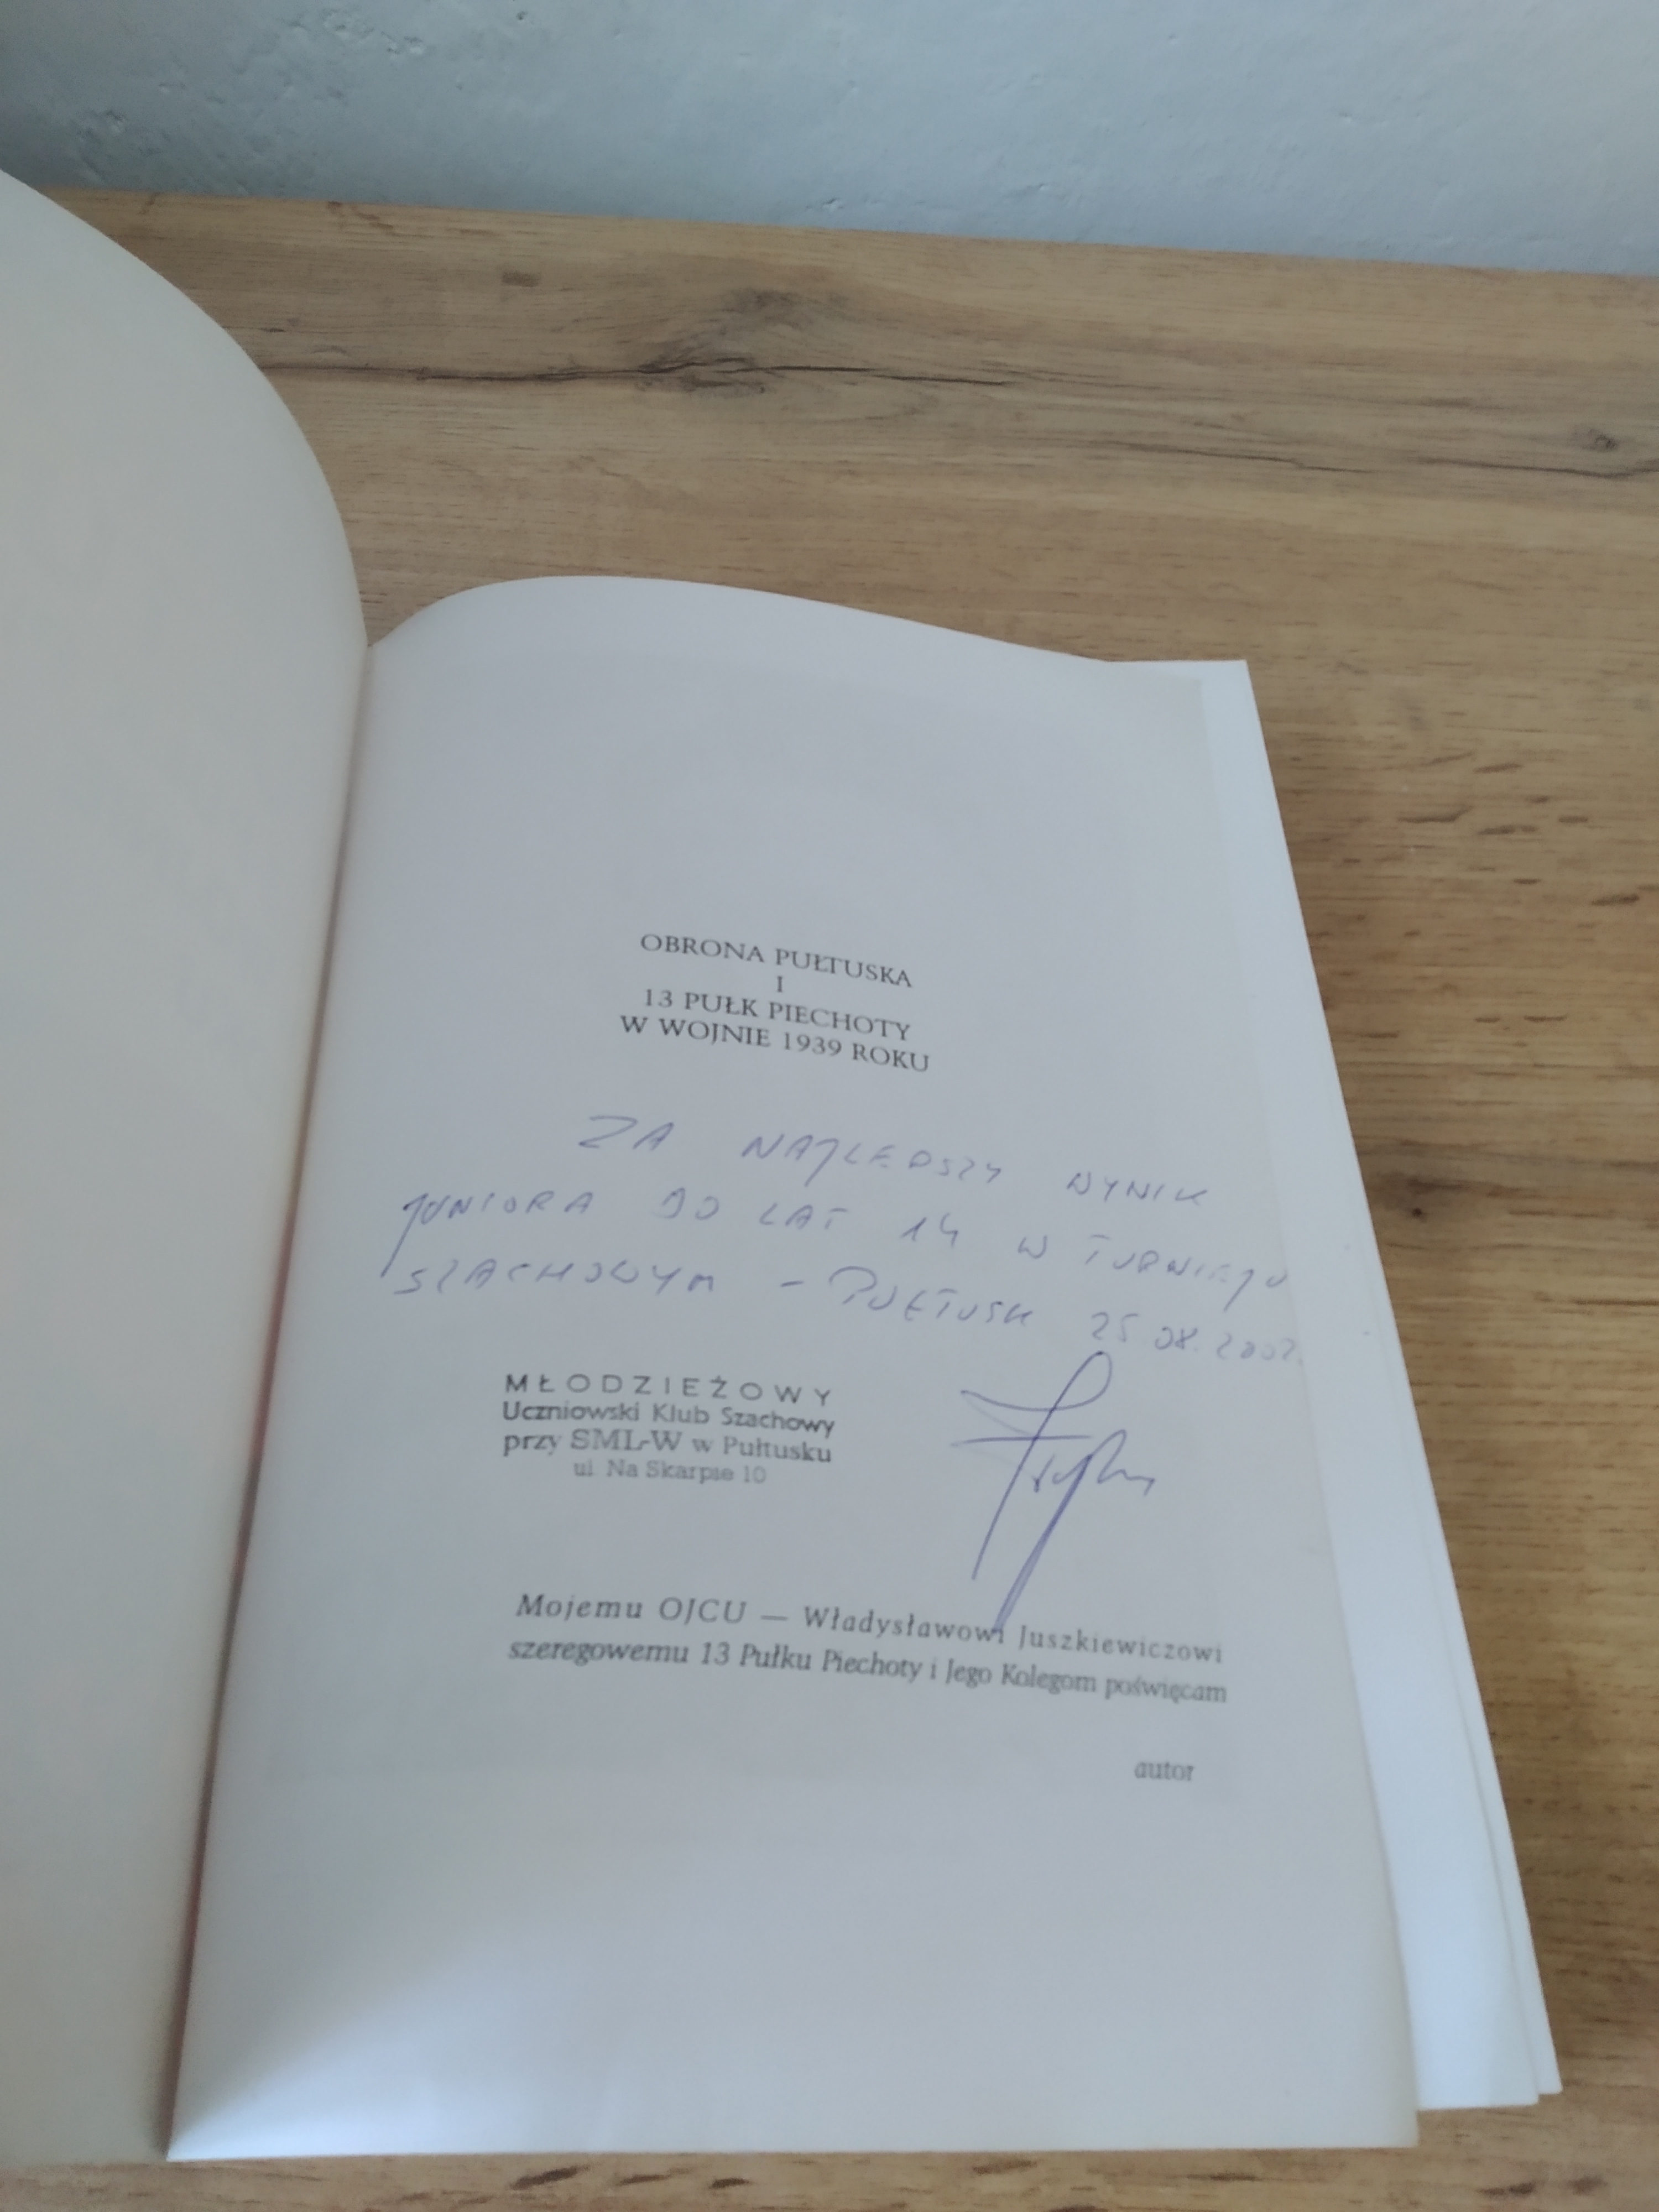 OBRONA PUŁTUSKA
I
13 PUŁK PIECHOTY
W WOJNIE 1939 ROKU
ZA NAJLEPSZY WYNIK
JUNIORA DO LAT 14 W TURNIEJU
SZACHOWYM - PUŁTUSK 25.08.2002.
MŁODZIEŻOWY
Uczniowski Klub Szachowy
przy SML-W w Pułtusku
ul. Na Skarpie 10
Mojemu OJCU — Władysławowi Juszkiewiczowi
szeregowemu 13 Pułku Piechoty i Jego Kolegom poświęcam
autor